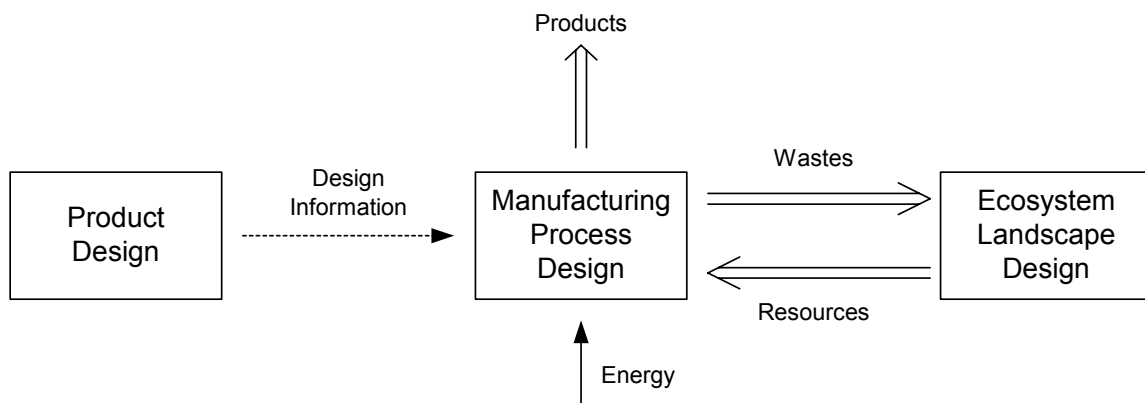 Products
Product
Design
Design
Information
Manufacturing
Process
Design
Wastes
Resources
Ecosystem
Landscape
Design
Energy